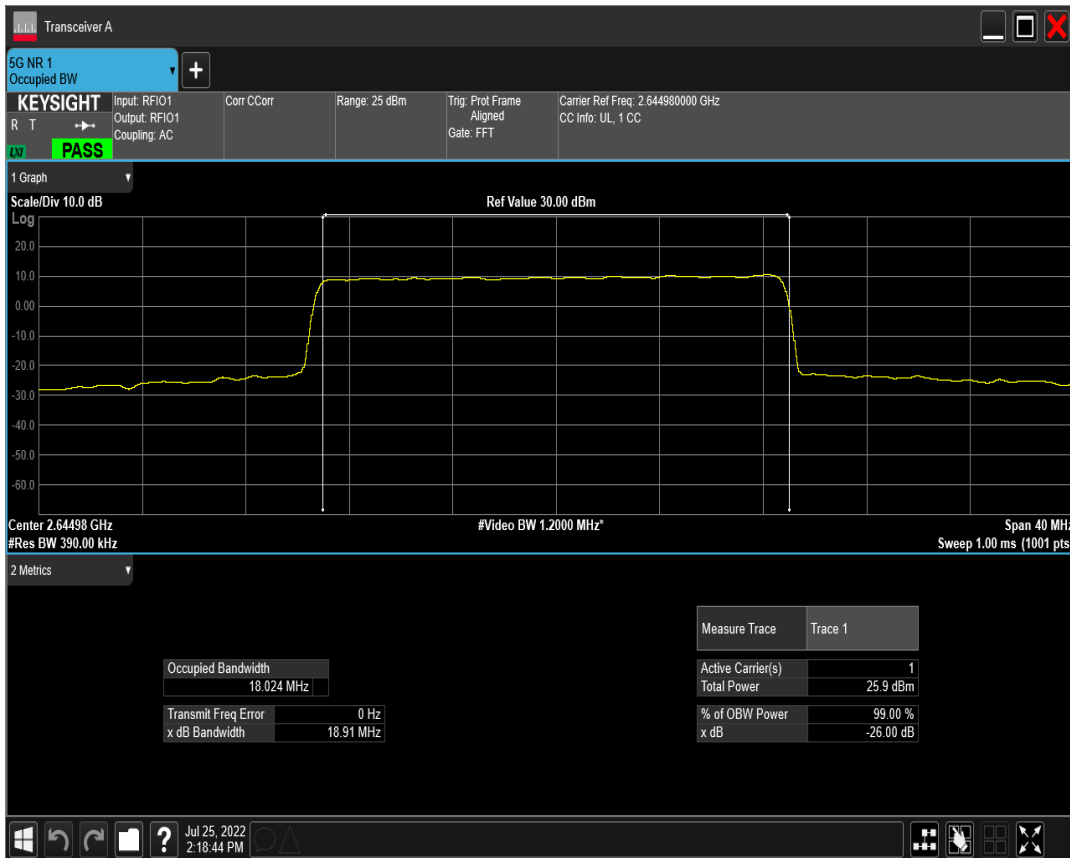 Transceiver A
5G NR 1
Occupied BW
+
KEYSIGHT
R T
LXI
PASS
Input: RFIO1
Output: RFIO1
Coupling: AC
Corr CCorr
Range: 25 dBm
Trig: Prot Frame
Aligned
Gate: FFT
Carrier Ref Freq: 2.644980000 GHz
CC Info: UL, 1 CC
1 Graph
Scale/Div 10.0 dB
Ref Value 30.00 dBm
Log
20.0
10.0
0.00
-10.0
-20.0
-30.0
-40.0
-50.0
-60.0
Center 2.64498 GHz
#Video BW 1.2000 MHz*
Span 40 MHz
#Res BW 390.00 kHz
Sweep 1.00 ms (1001 pts
2 Metrics
Measure Trace Trace 1
Occupied Bandwidth
18.024 MHz
Active Carrier(s) 1
Total Power 25.9 dBm
Transmit Freq Error 0 Hz
x dB Bandwidth 18.91 MHz
% of OBW Power 99.00 %
x dB -26.00 dB
?
Jul 25, 2022
2:18:44 PM